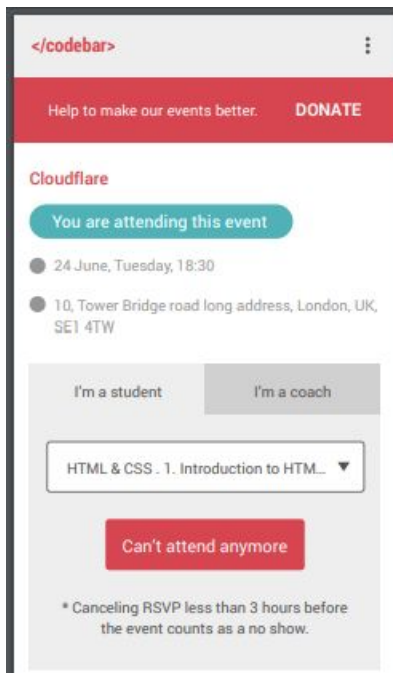 </codebar>
Help to make our events better. DONATE
Cloudflare
You are attending this event
24 June, Tuesday, 18:30
10, Tower Bridge road long address, London, UK,
SE1 4TW
I'm a student I'm a coach
HTML & CSS . 1. Introduction to HTM...
Can't attend anymore
* Canceling RSVP less than 3 hours before
the event counts as a no show.